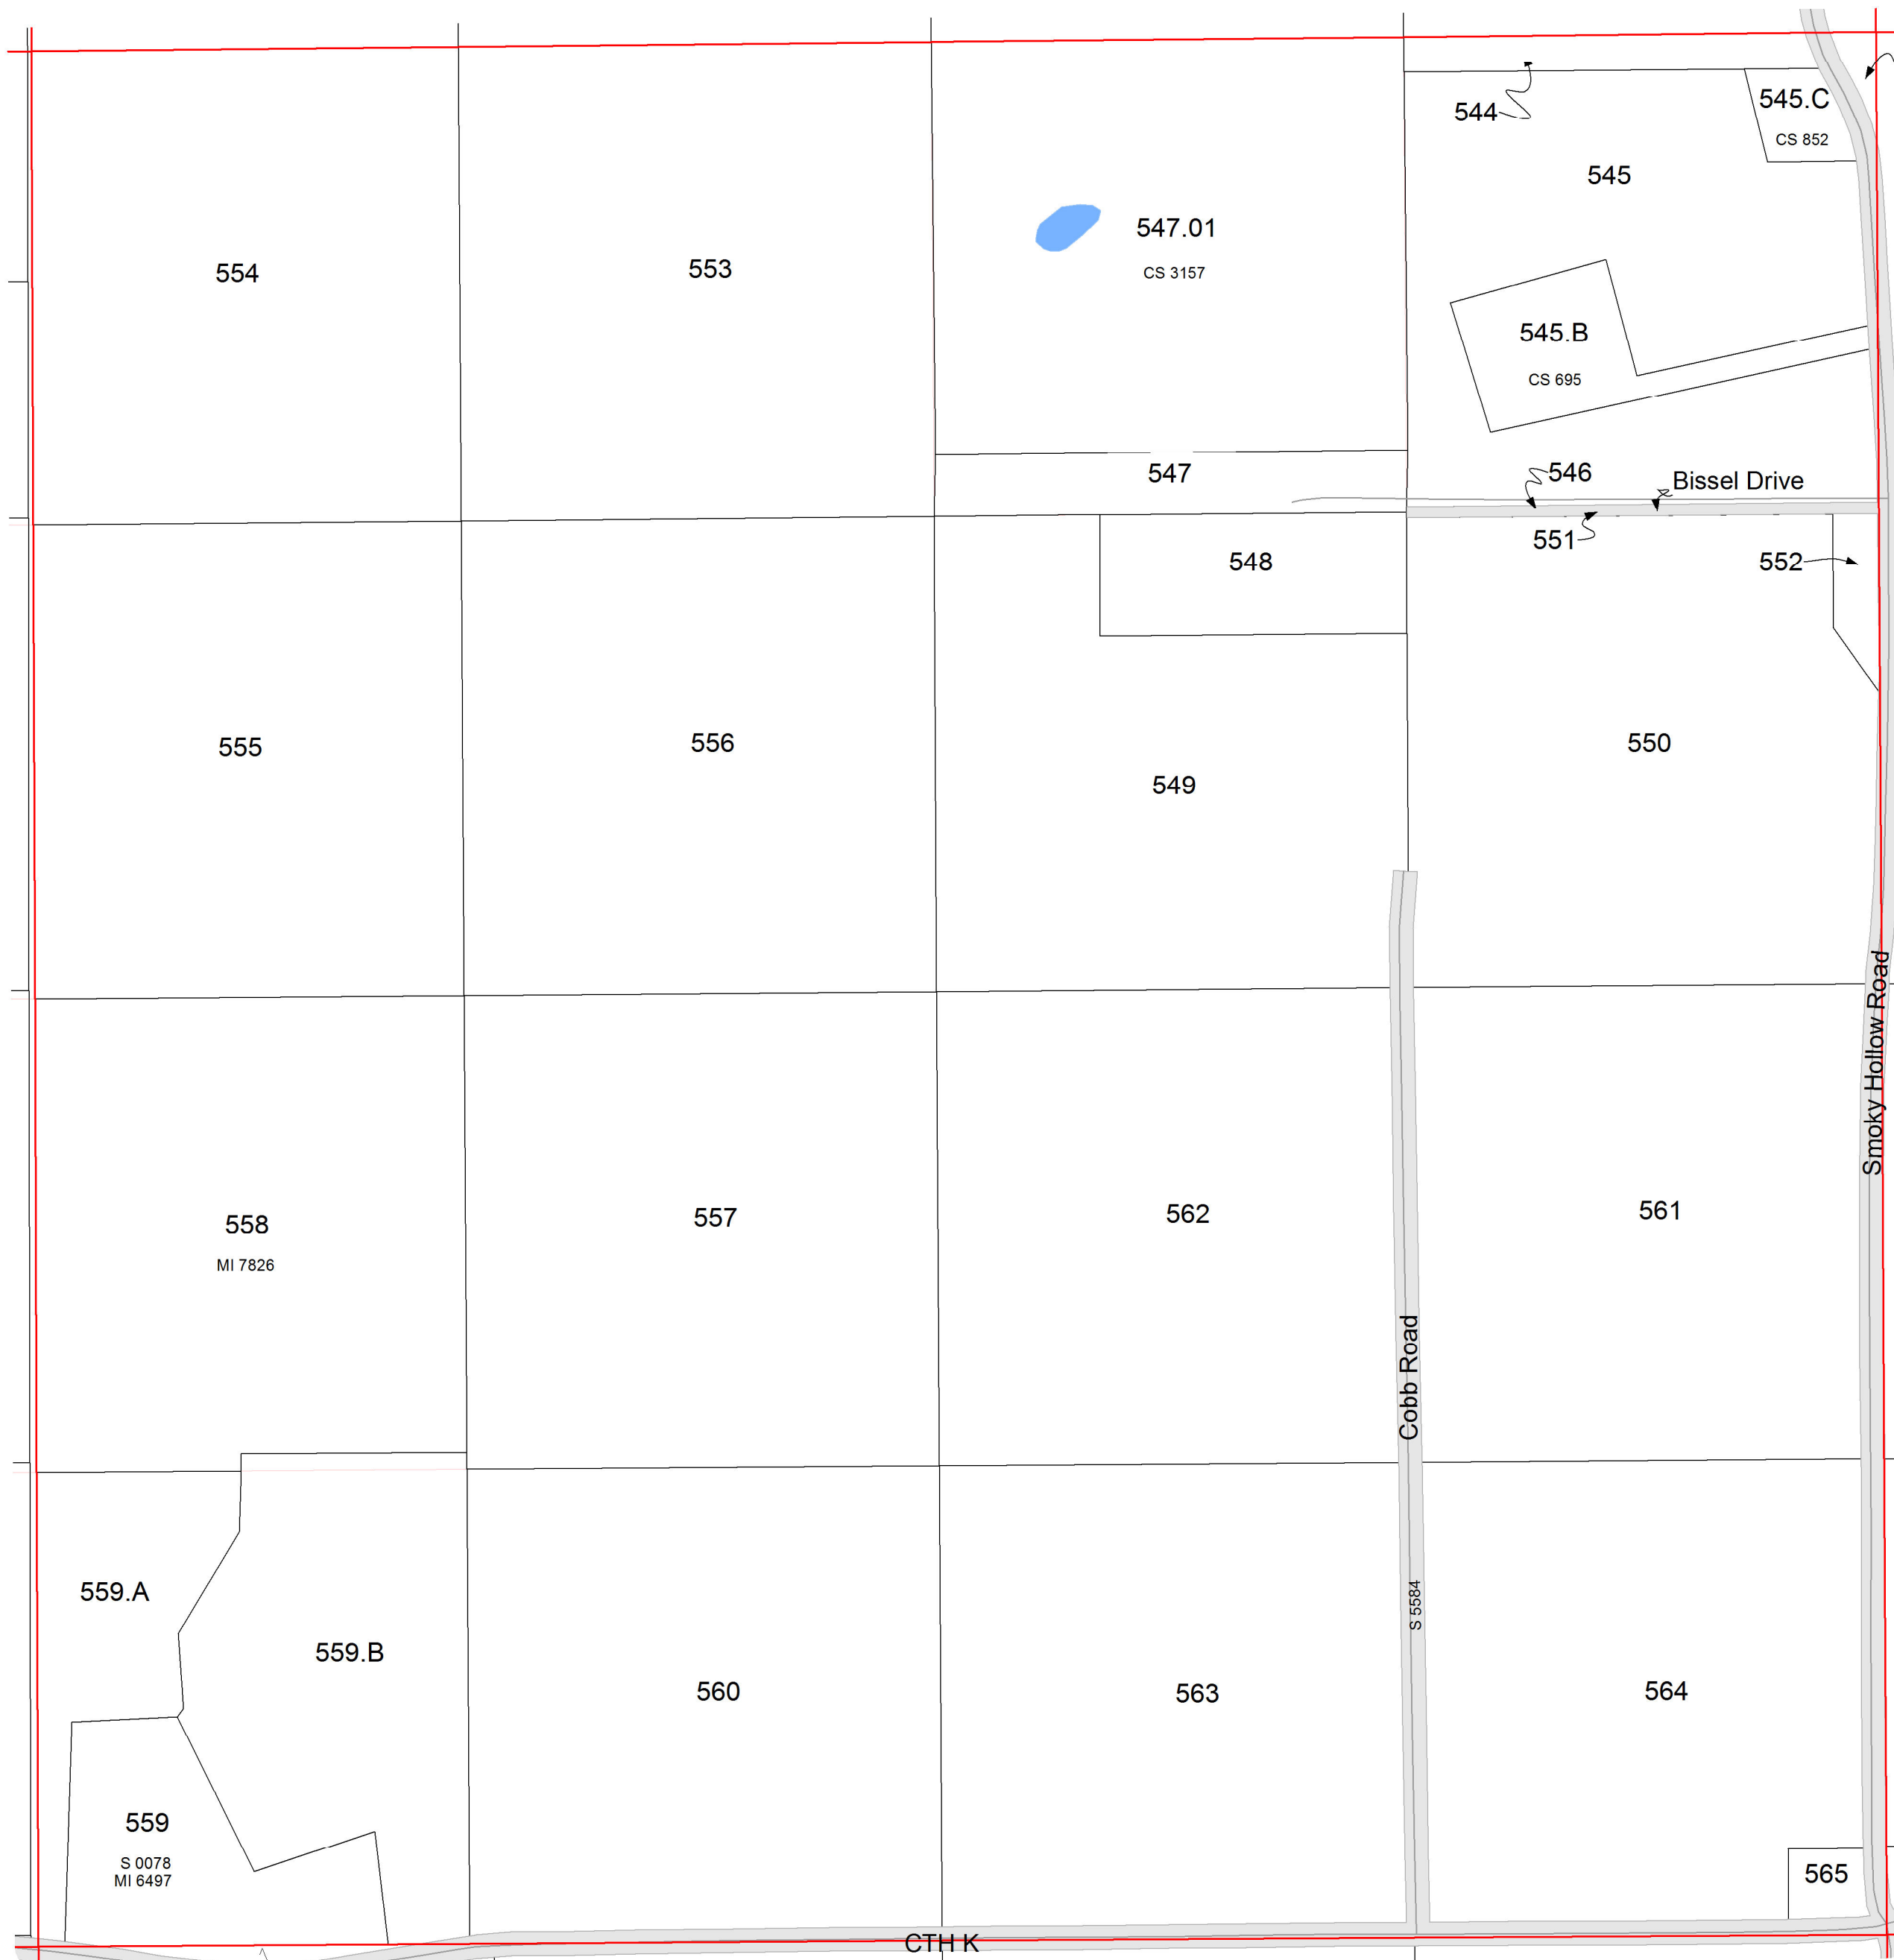 545.C
CS 852
544
545
547.01
CS 3157
554
553
545.B
CS 695
547
546
Bissel Drive
551
548
552
555
556
550
549
Smoky Hollow Road
558
MI 7826
557
562
561
Cobb Road
S 5584
559.A
559.B
560
563
564
559
S 0078
MI 6497
565
CTH K